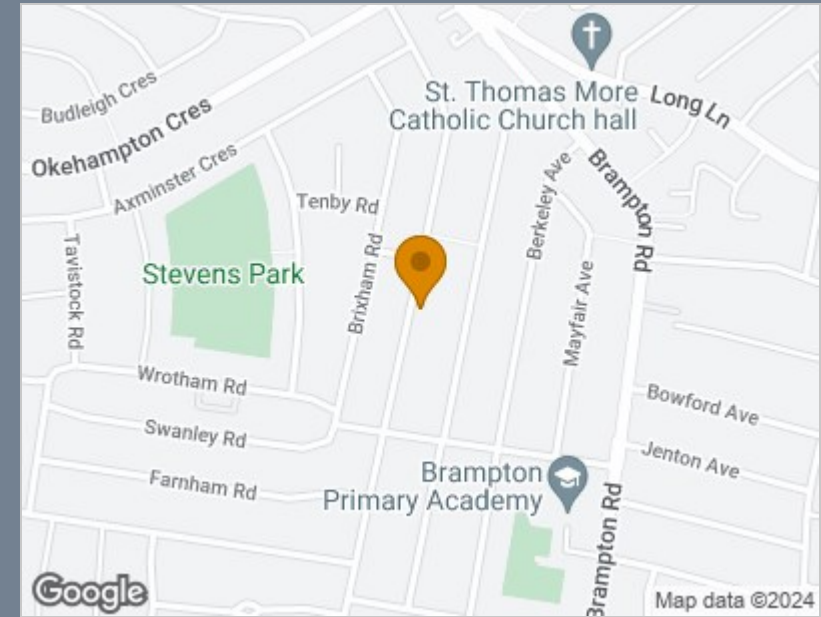 Budleigh Cres
Okehampton Cres
Axminster Cres
St. Thomas More
Catholic Church hall
Long Ln
Brampton Rd
Tenby Rd
Berkeley Ave
Tavistock Rd
Stevens Park
Brixham Rd
Mayfair Ave
Wrotham Rd
Bowford Ave
Swanley Rd
Jenton Ave
Farnham Rd
Brampton
Primary Academy
Brampton Rd
Google
Map data ©2024